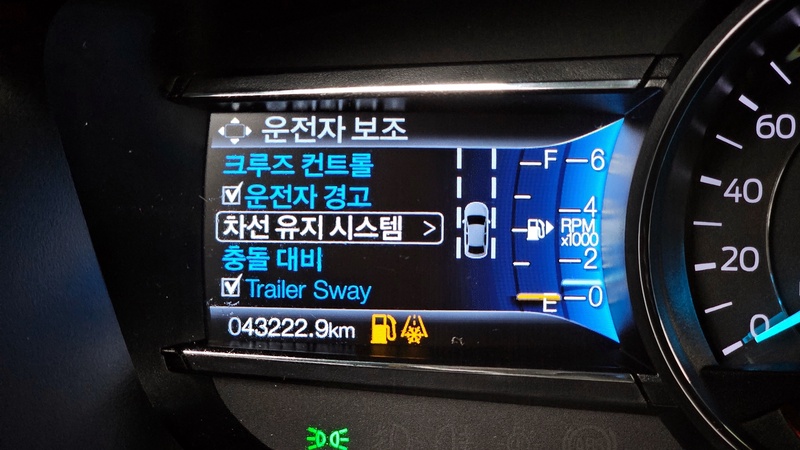 운전자 보조
크루즈 컨트롤
운전자 경고
차선 유지 시스템 >
충돌 대비
Trailer Sway
043222.9km
F
E
6
4
RPM
x1000
2
0
60
40
20
0